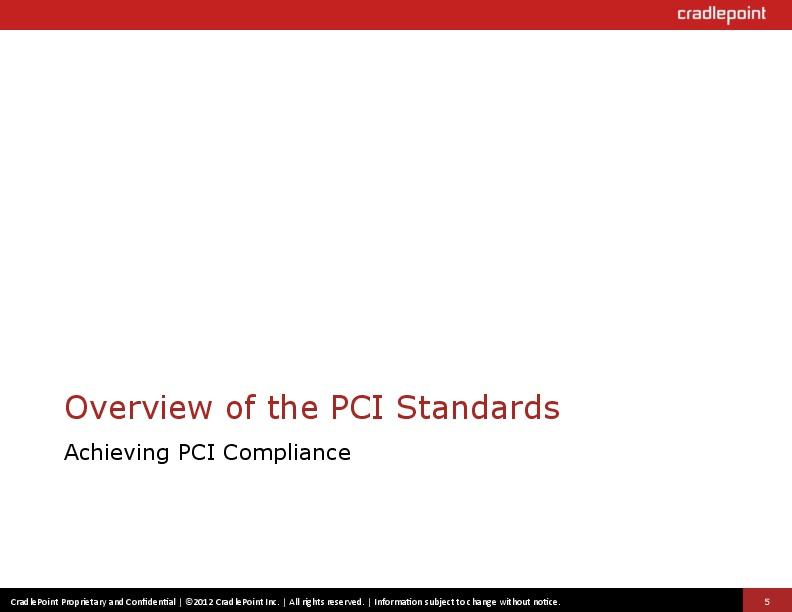 cradlepoint
Overview of the PCI Standards
Achieving PCI Compliance
CradlePoint Proprietary and Confidential | ©2012 CradlePoint Inc. | All rights reserved. | Information subject to change without notice.
5